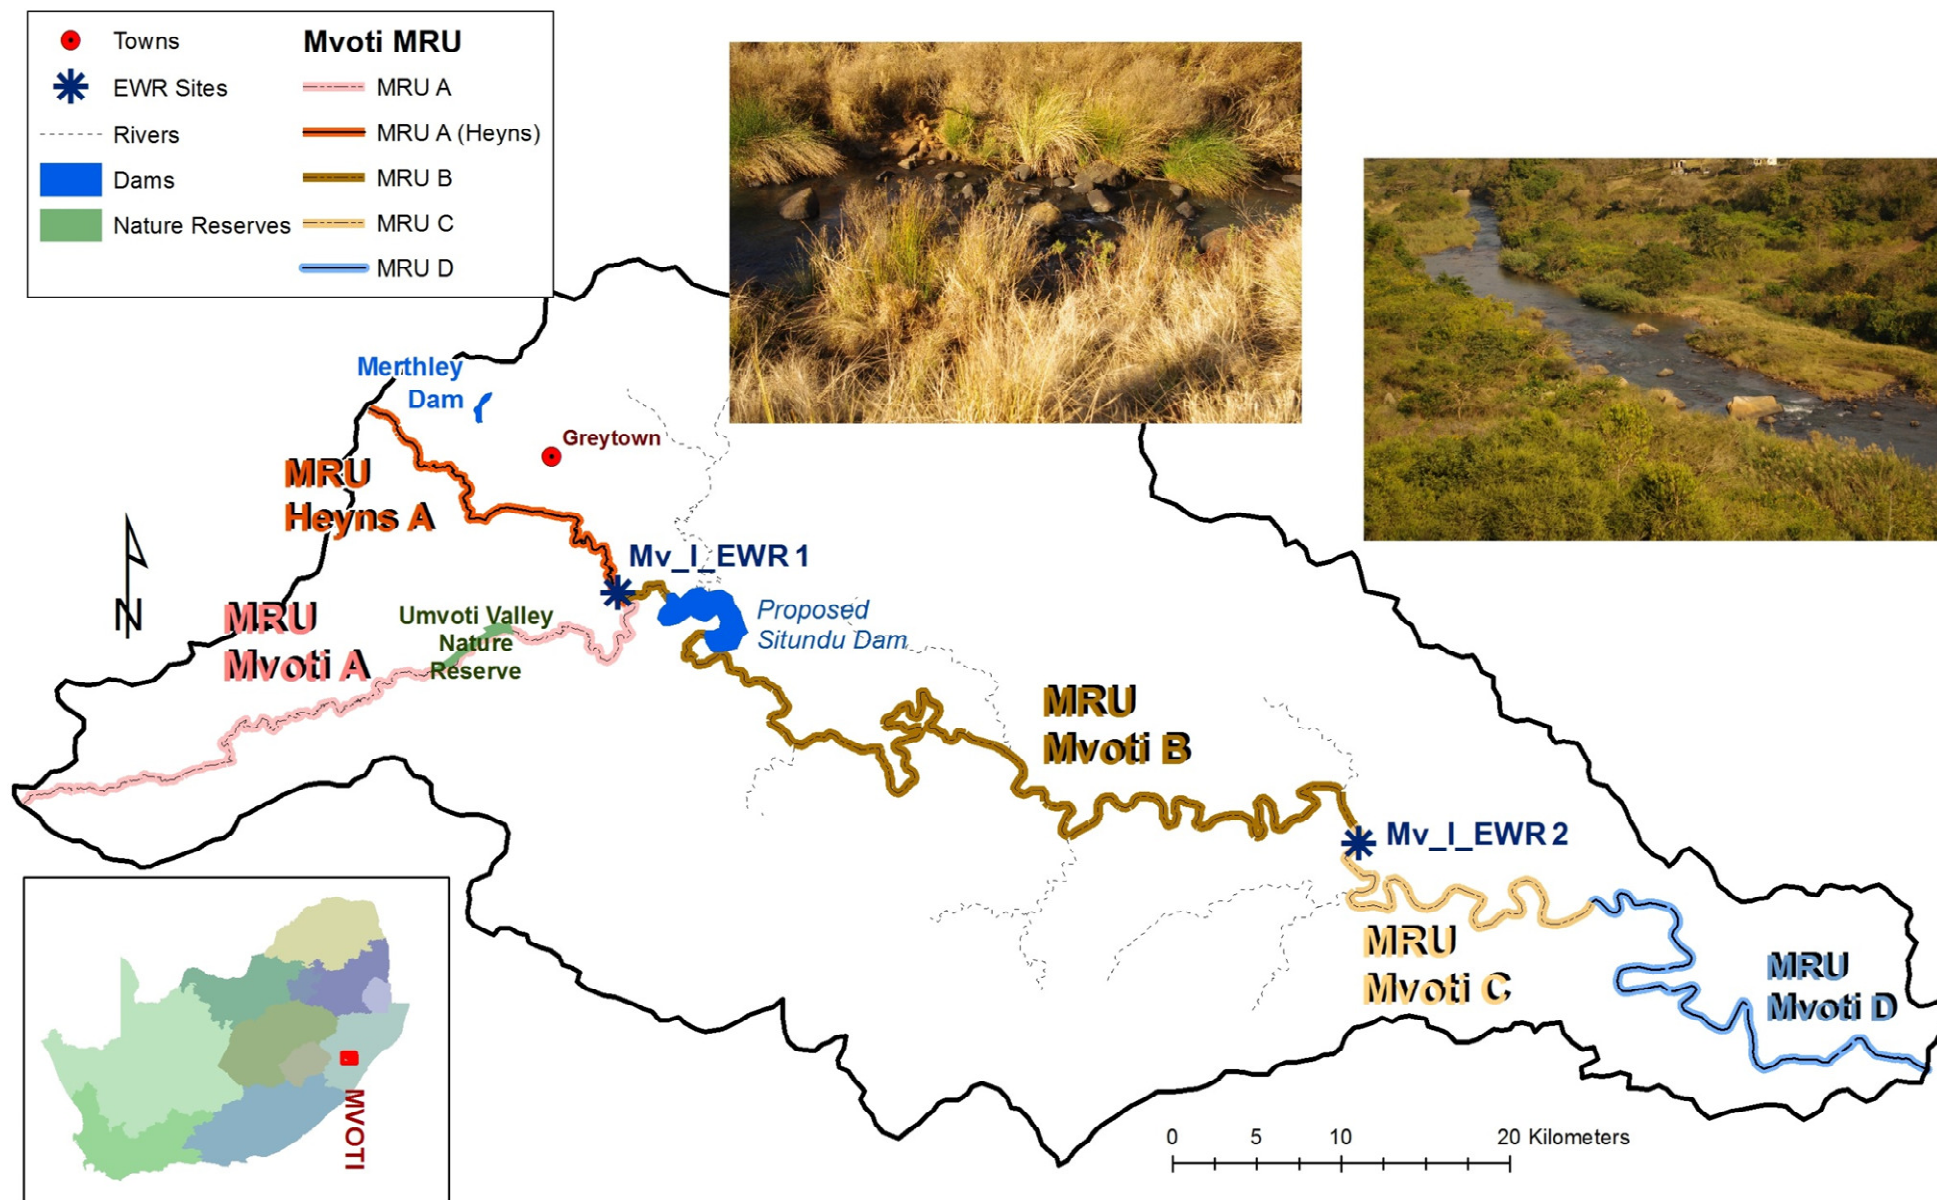 Towns
EWR Sites
Rivers
Dams
Nature Reserves
Mvoti MRU
MRU A
MRU A (Heyns)
MRU B
MRU C
MRU D
Merthley
Dam
Greytown
MRU
Heyns A
Mv_I_EWR 1
N
MRU
Mvoti A
Umvoti Valley
Nature
Reserve
Proposed
Situndu Dam
MRU
Mvoti B
Mv_I_EWR 2
MRU
Mvoti C
MRU
Mvoti D
MVOTI
0 5 10 20 Kilometers